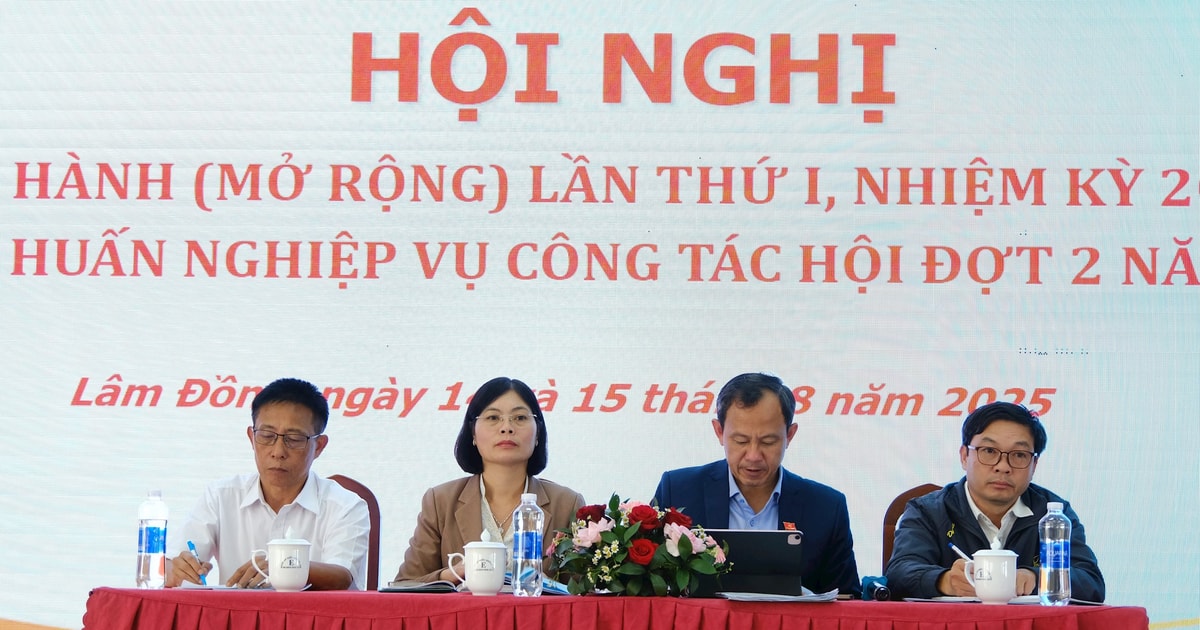 HỘI NGHỊ
HÀNH (MỞ RỘNG) LẦN THỨ I, NHIỆM KỲ 2
HUẤN NGHIỆP VỤ CÔNG TÁC HỘI ĐỢT 2 NĂ
Lâm Đồn ngày 1 à 15 thán 8 năm 2025
E
E